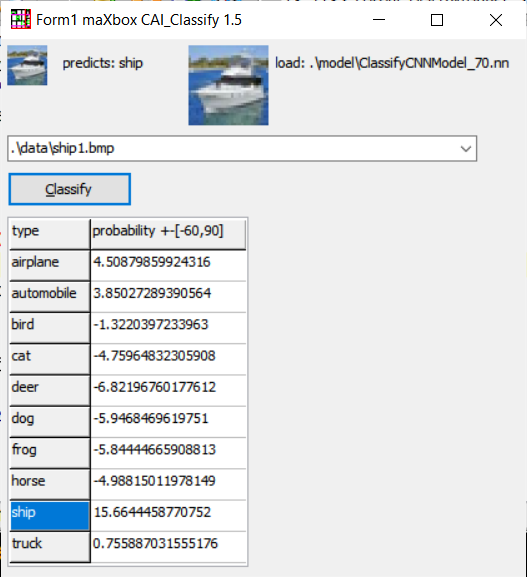 Form1 maXbox CAI_Classify 1.5
predicts: ship
load: .\model\ClassifyCNNModel_70.nn
.\data\ship1.bmp
Classify
type probability +-[-60,90]
airplane 4.50879859924316
automobile 3.85027289390564
bird -1.3220397233963
cat -4.75964832305908
deer -6.82196760177612
dog -5.9468469619751
frog -5.84444665908813
horse -4.98815011978149
ship 15.6644458770752
truck 0.755887031555176